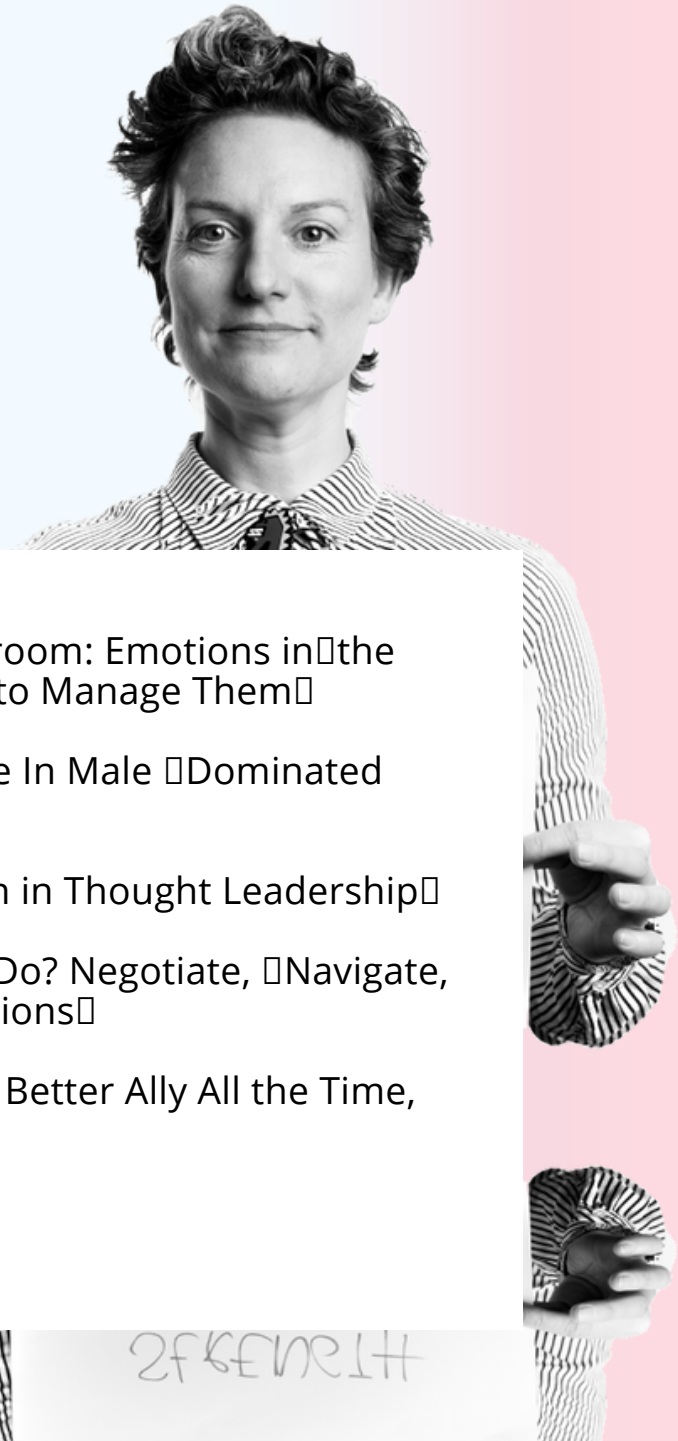 room: Emotions in▯the
to Manage Them▯
e In Male ▯Dominated
n in Thought Leadership▯
Do? Negotiate, ▯Navigate,
ions▯
Better Ally All the Time,
STRENGTH